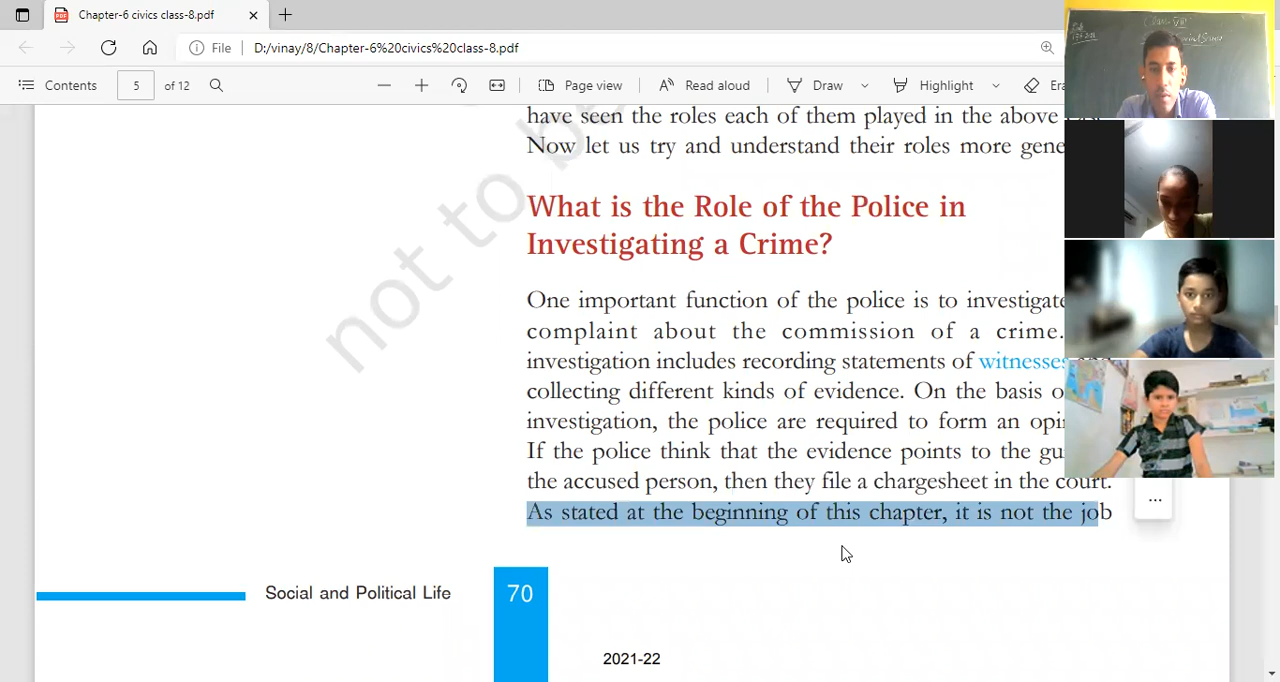 Chapter-6 civics class-8.pdf
File D:/vinay/8/Chapter-6%20civics%20class-8.pdf
Contents 5 of 12 Page view Read aloud Draw Highlight
have seen the roles each of them played in the above
Now let us try and understand their roles more
not to be
What is the Role of the Police in
Investigating a Crime?
One important function of the police is to investigate
complaint about the commission of a crime.
investigation includes recording statements of witnesses and
collecting different kinds of evidence. On the basis
investigation, the police are required to form an
If the police think that the evidence points to the
the accused person, then they file a chargesheet in the court.
As stated at the beginning of this chapter, it is not the job
Social and Political Life 70
2021-22